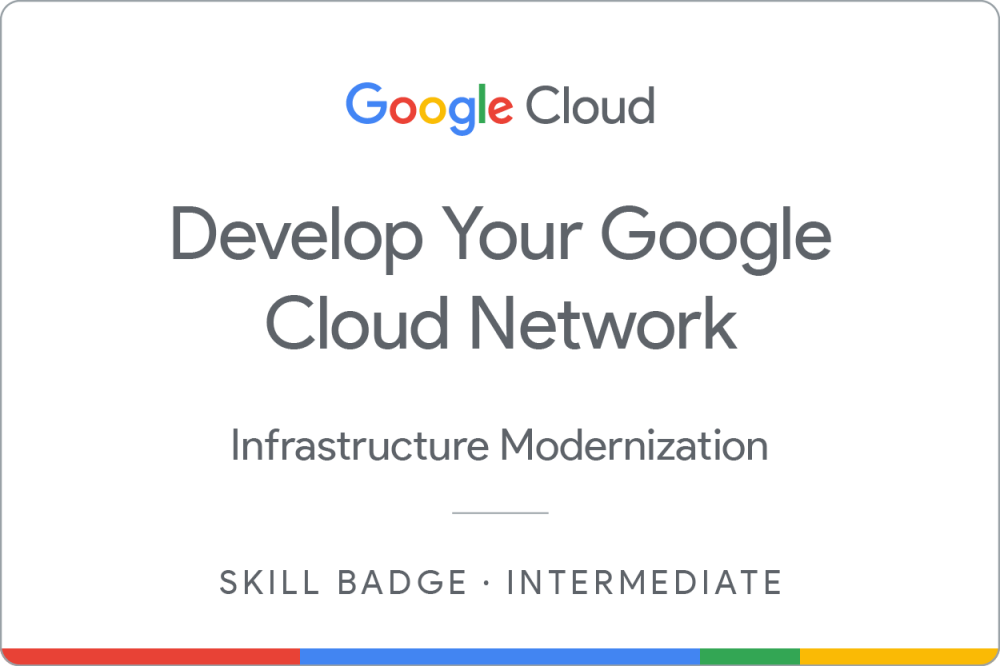 Google Cloud
Develop Your Google
Cloud Network
Infrastructure Modernization
SKILL BADGE · INTERMEDIATE